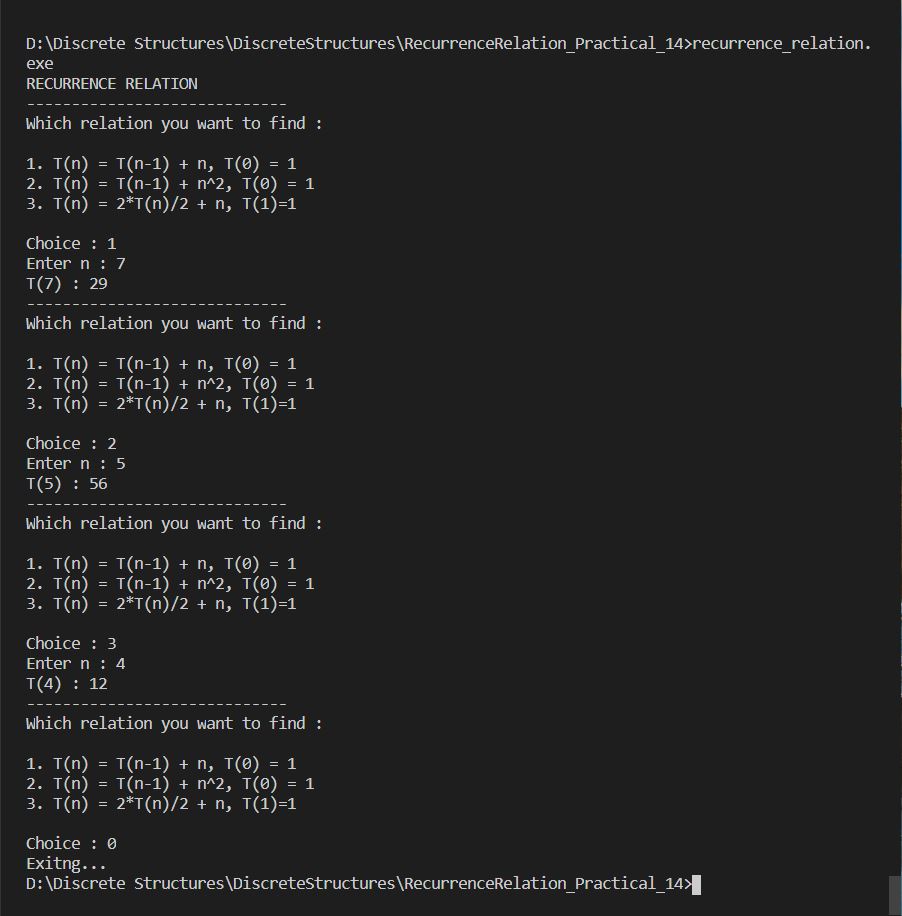 D:\Discrete Structures\DiscreteStructures\RecurrenceRelation_Practical_14>recurrence_relation.
exe
RECURRENCE RELATION
-----------------------------
Which relation you want to find :
1. T(n) = T(n-1) + n, T(0) = 1
2. T(n) = T(n-1) + n^2, T(0) = 1
3. T(n) = 2*T(n)/2 + n, T(1)=1
Choice : 1
Enter n : 7
T(7) : 29
-----------------------------
Which relation you want to find :
1. T(n) = T(n-1) + n, T(0) = 1
2. T(n) = T(n-1) + n^2, T(0) = 1
3. T(n) = 2*T(n)/2 + n, T(1)=1
Choice : 2
Enter n : 5
T(5) : 56
-----------------------------
Which relation you want to find :
1. T(n) = T(n-1) + n, T(0) = 1
2. T(n) = T(n-1) + n^2, T(0) = 1
3. T(n) = 2*T(n)/2 + n, T(1)=1
Choice : 3
Enter n : 4
T(4) : 12
-----------------------------
Which relation you want to find :
1. T(n) = T(n-1) + n, T(0) = 1
2. T(n) = T(n-1) + n^2, T(0) = 1
3. T(n) = 2*T(n)/2 + n, T(1)=1
Choice : 0
Exitng...
D:\Discrete Structures\DiscreteStructures\RecurrenceRelation_Practical_14>